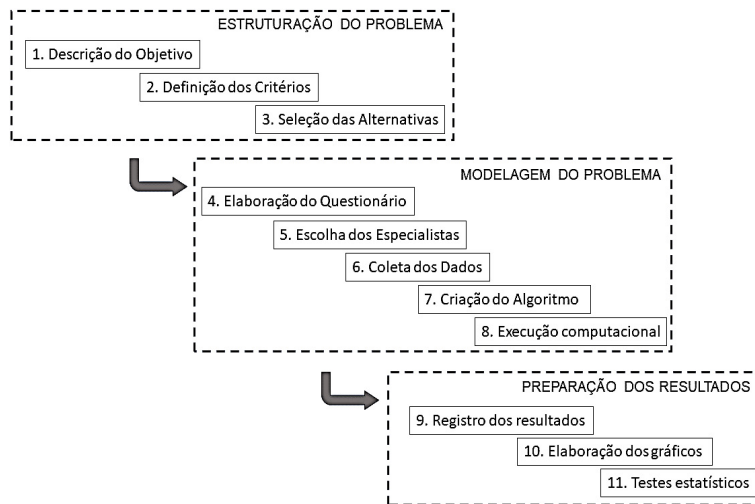 ESTRUTURAÇÃO DO PROBLEMA
1. Descrição do Objetivo
2. Definição dos Critérios
3. Seleção das Alternativas
MODELAGEM DO PROBLEMA
4. Elaboração do Questionário
5. Escolha dos Especialistas
6. Coleta dos Dados
7. Criação do Algoritmo
8. Execução computacional
PREPARAÇÃO DOS RESULTADOS
9. Registro dos resultados
10. Elaboração dos gráficos
11. Testes estatísticos